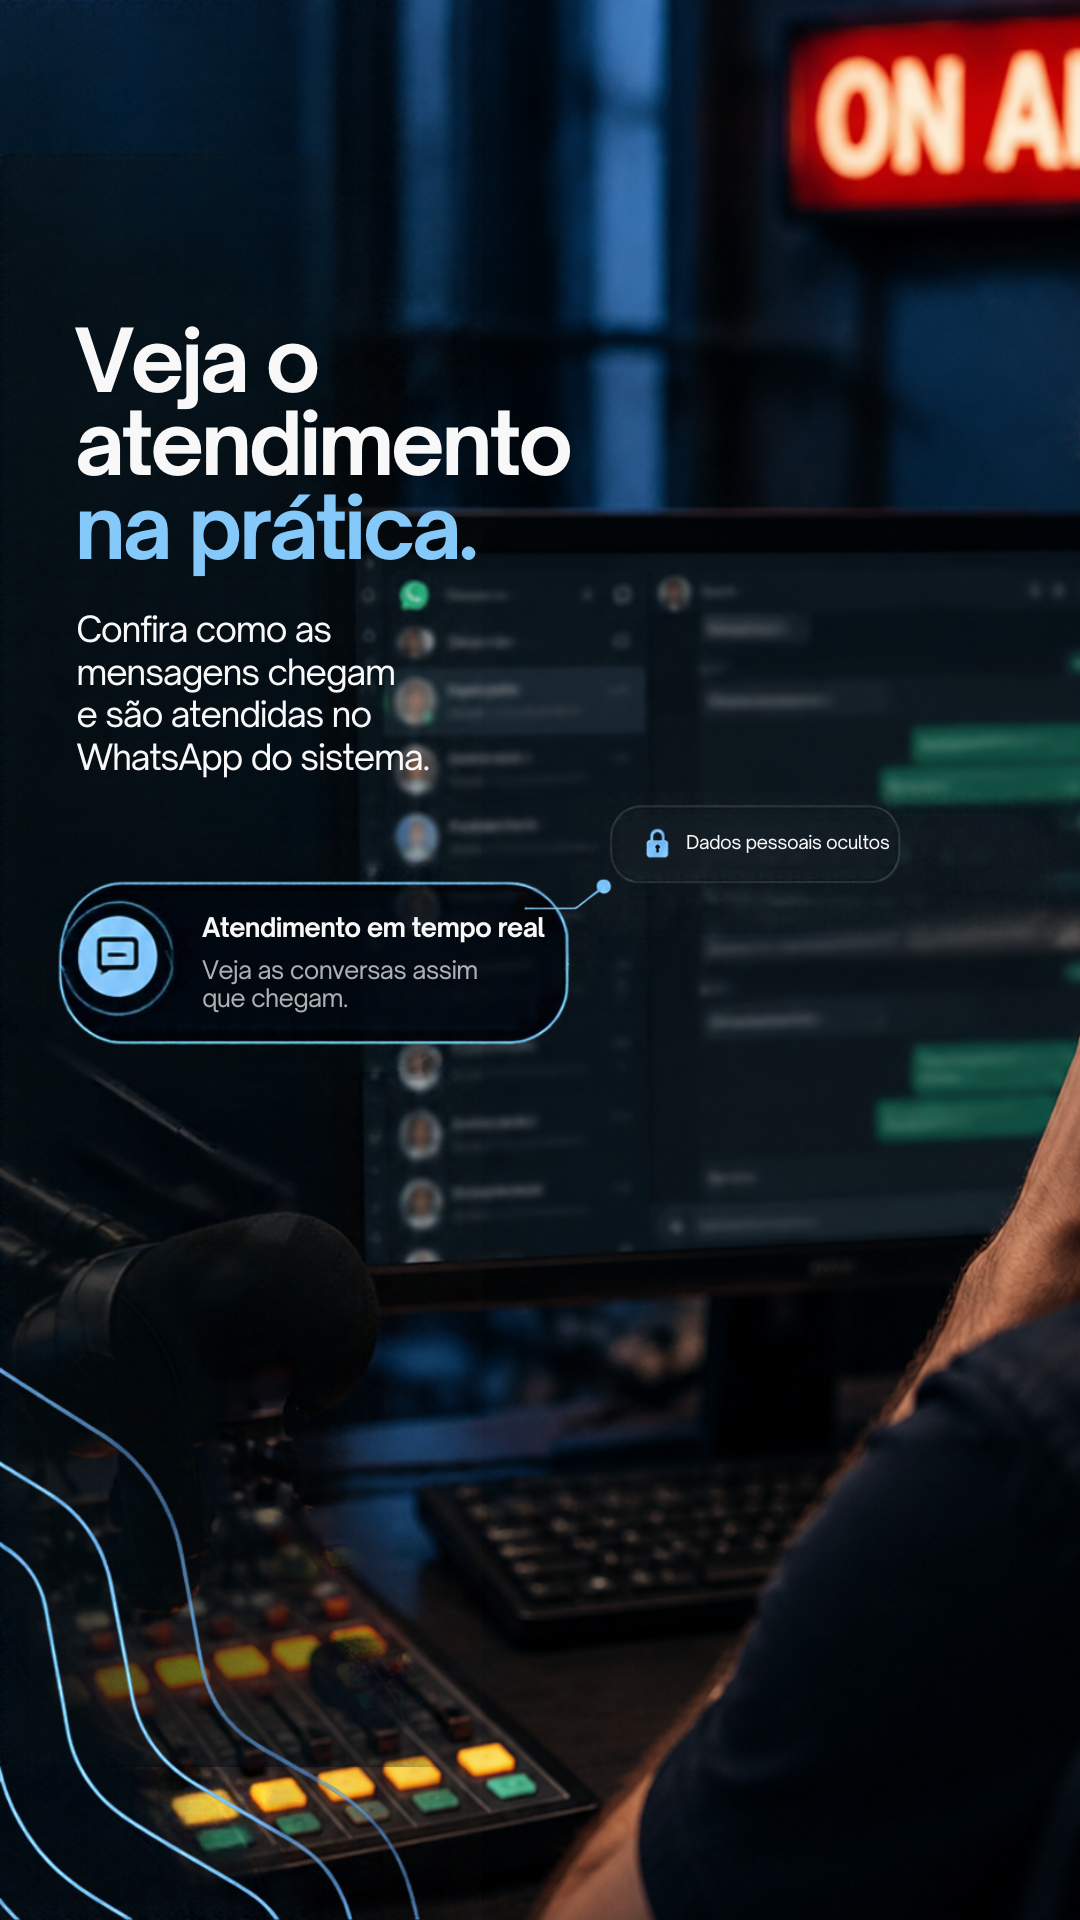 ON AI
Veja o
atendimento
na prática.
Confira como as
mensagens chegam
e são atendidas no
WhatsApp do sistema.
Dados pessoais ocultos
Atendimento em tempo real
Veja as conversas assim
que chegam.